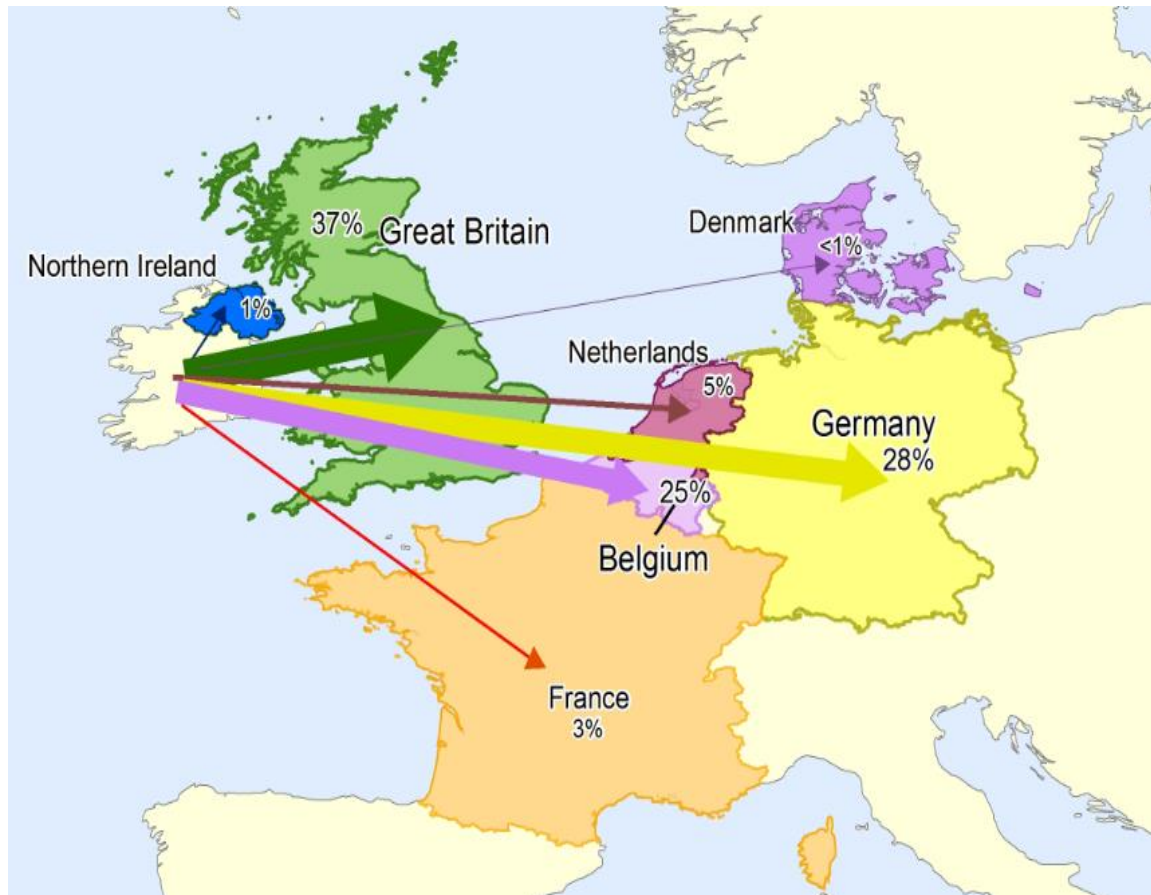 37%
Great Britain
Northern Ireland
1%
Denmark
<1%
Netherlands
5%
Germany
28%
25%
Belgium
France
3%